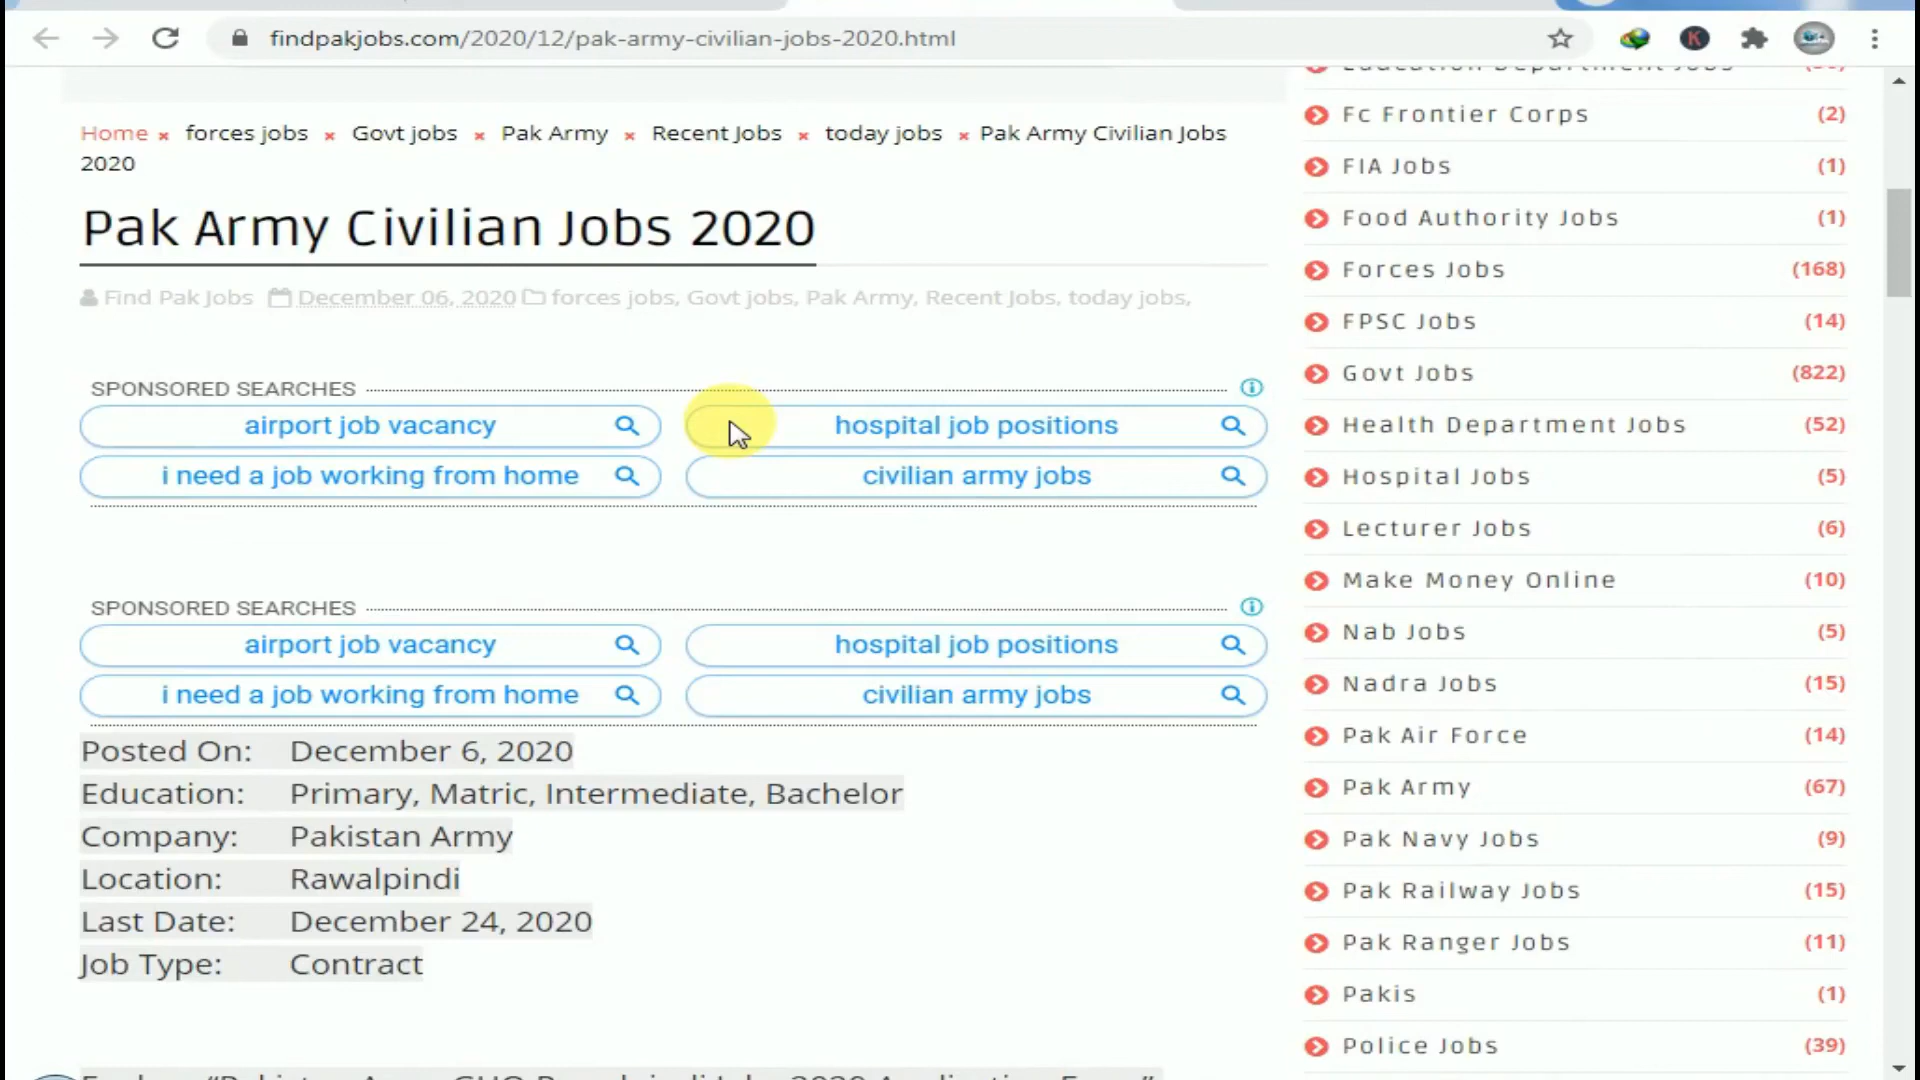 findpakjobs.com/2020/12/pak-army-civilian-jobs-2020.html
Home × forces jobs × Govt jobs × Pak Army × Recent Jobs × today jobs × Pak Army Civilian Jobs
2020
Pak Army Civilian Jobs 2020
Find Pak Jobs December 06, 2020 forces jobs, Govt jobs, Pak Army, Recent Jobs, today jobs,
SPONSORED SEARCHES
airport job vacancy
hospital job positions
i need a job working from home
civilian army jobs
SPONSORED SEARCHES
airport job vacancy
hospital job positions
i need a job working from home
civilian army jobs
Posted On: December 6, 2020
Education: Primary, Matric, Intermediate, Bachelor
Company: Pakistan Army
Location: Rawalpindi
Last Date: December 24, 2020
Job Type: Contract
Education Department Jobs
Fc Frontier Corps (2)
FIA Jobs (1)
Food Authority Jobs (1)
Forces Jobs (168)
FPSC Jobs (14)
Govt Jobs (822)
Health Department Jobs (52)
Hospital Jobs (5)
Lecturer Jobs (6)
Make Money Online (10)
Nab Jobs (5)
Nadra Jobs (15)
Pak Air Force (14)
Pak Army (67)
Pak Navy Jobs (9)
Pak Railway Jobs (15)
Pak Ranger Jobs (11)
Pakis (1)
Police Jobs (39)